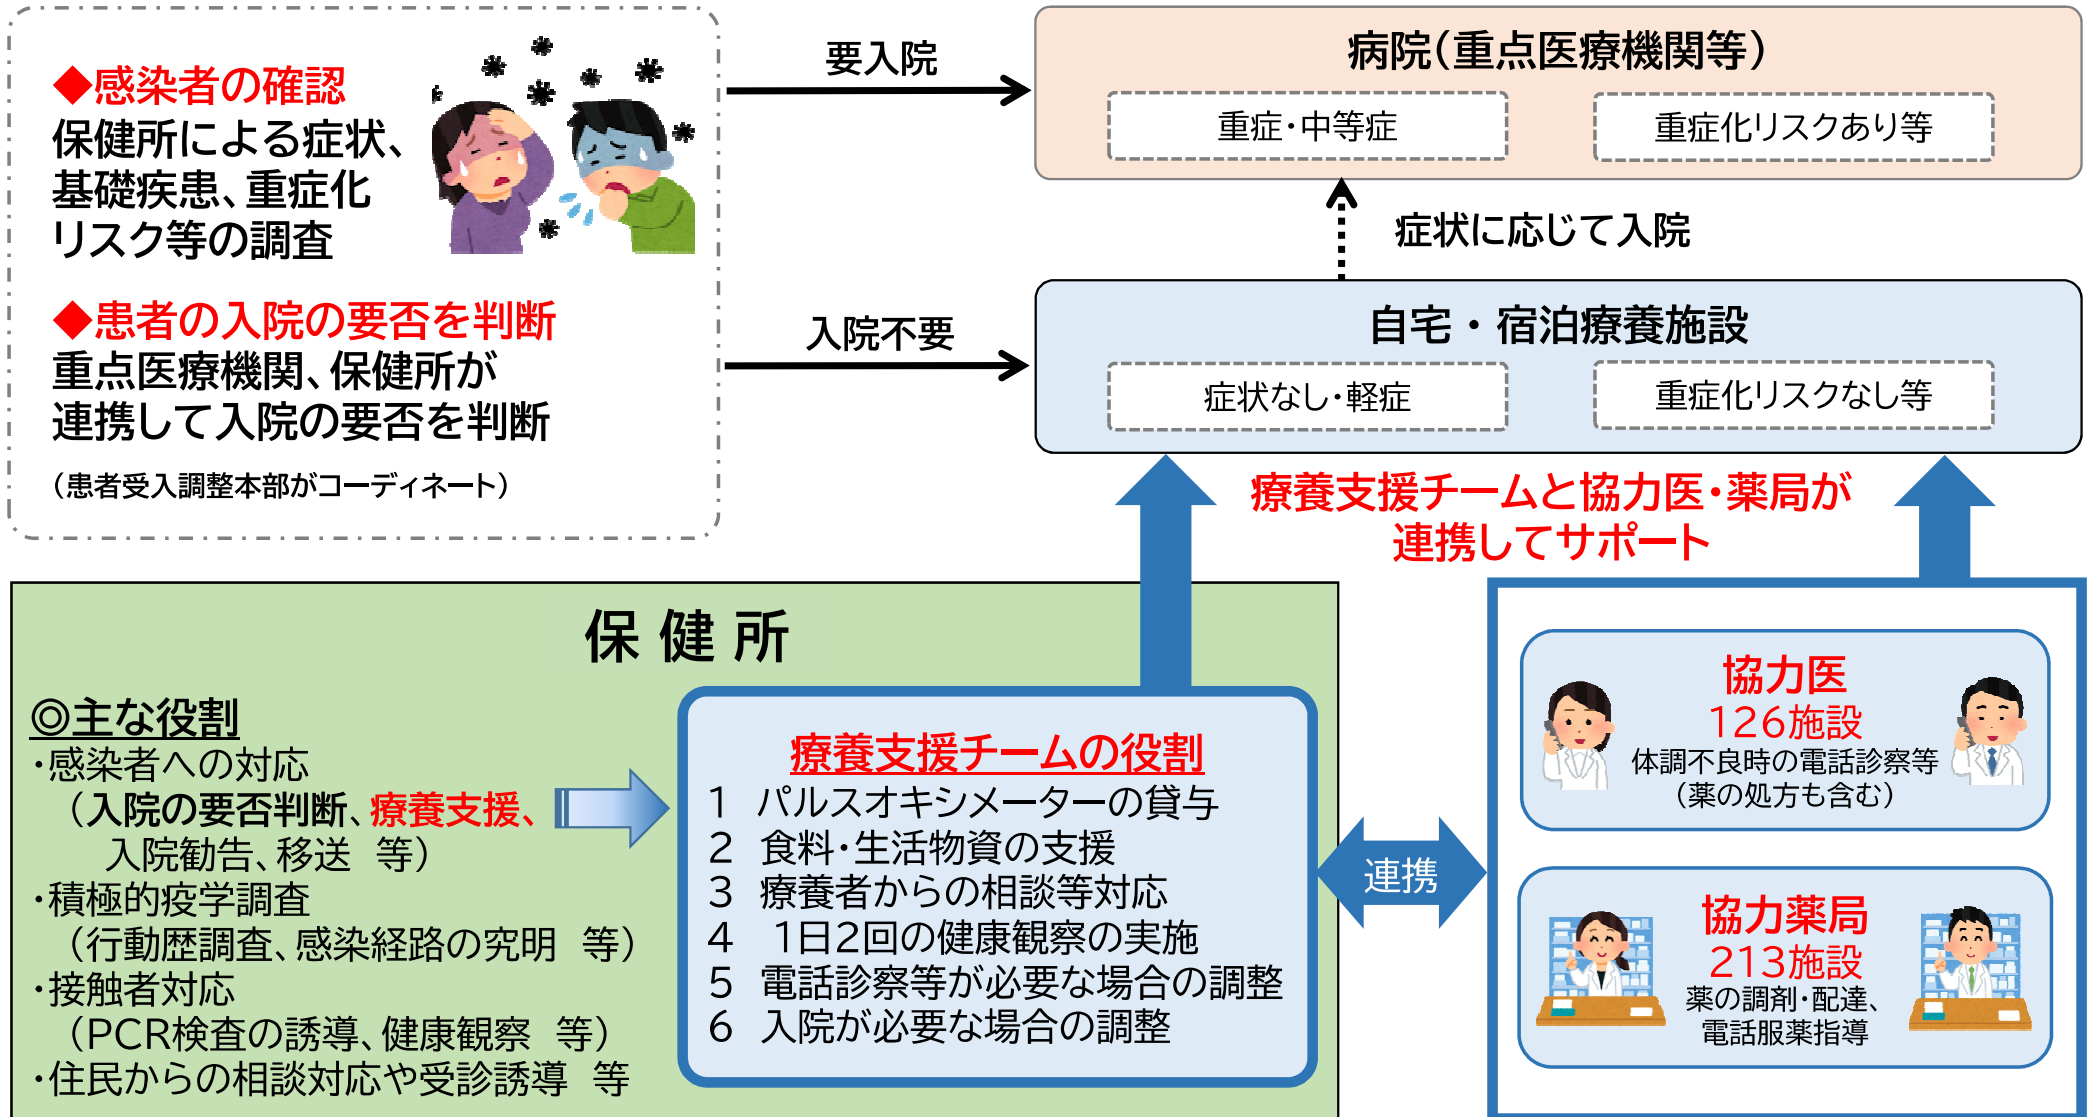 ◆感染者の確認
保健所による症状、
基礎疾患、重症化
リスク等の調査
◆患者の入院の要否を判断
重点医療機関、保健所が
連携して入院の要否を判断
（患者受入調整本部がコーディネート）
要入院
入院不要
病院（重点医療機関等）
重症・中等症
重症化リスクあり等
症状に応じて入院
自宅・宿泊療養施設
症状なし・軽症
重症化リスクなし等
療養支援チームと協力医・薬局が
連携してサポート
保健所
◎主な役割
・感染者への対応
（入院の要否判断、療養支援、
入院勧告、移送　等）
・積極的疫学調査
（行動歴調査、感染経路の究明　等）
・接触者対応
（PCR検査の誘導、健康観察　等）
・住民からの相談対応や受診誘導　等
療養支援チームの役割
1　パルスオキシメーターの貸与
2　食料・生活物資の支援
3　療養者からの相談等対応
4　1日2回の健康観察の実施
5　電話診察等が必要な場合の調整
6　入院が必要な場合の調整
連携
協力医
126施設
体調不良時の電話診察等
（薬の処方も含む）
協力薬局
213施設
薬の調剤・配達、
電話服薬指導